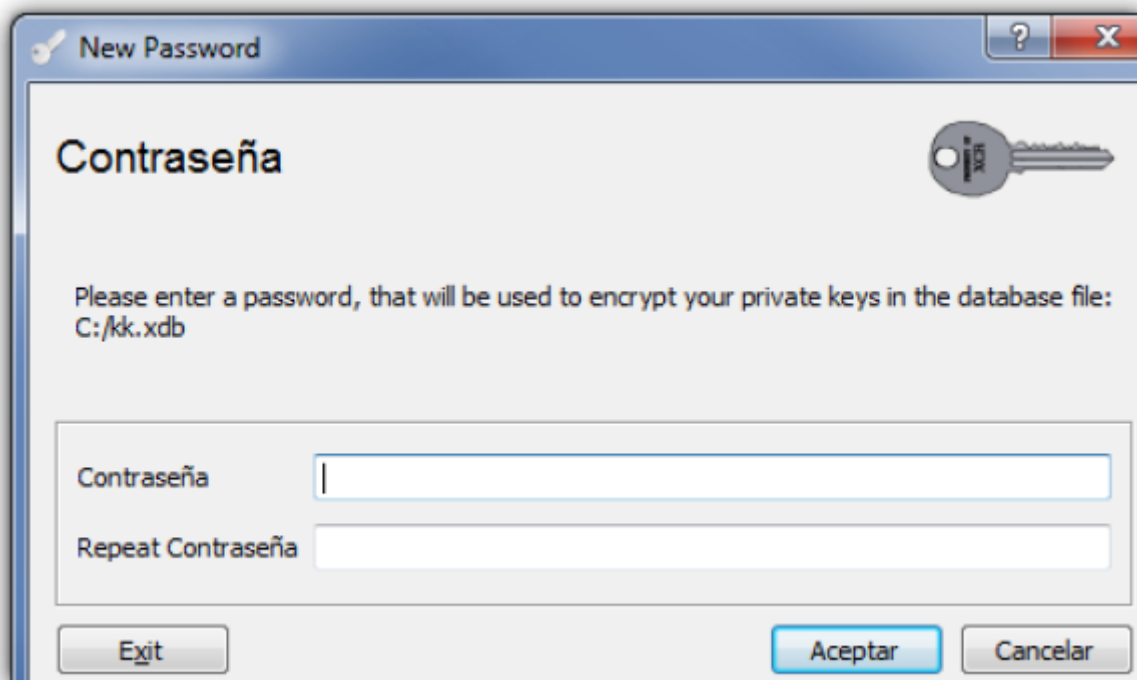 New Password
?
X
Contraseña
XCA
Please enter a password, that will be used to encrypt your private keys in the database file:
C:/kk.xdb
Contraseña
Repeat Contraseña
Exit
Aceptar
Cancelar